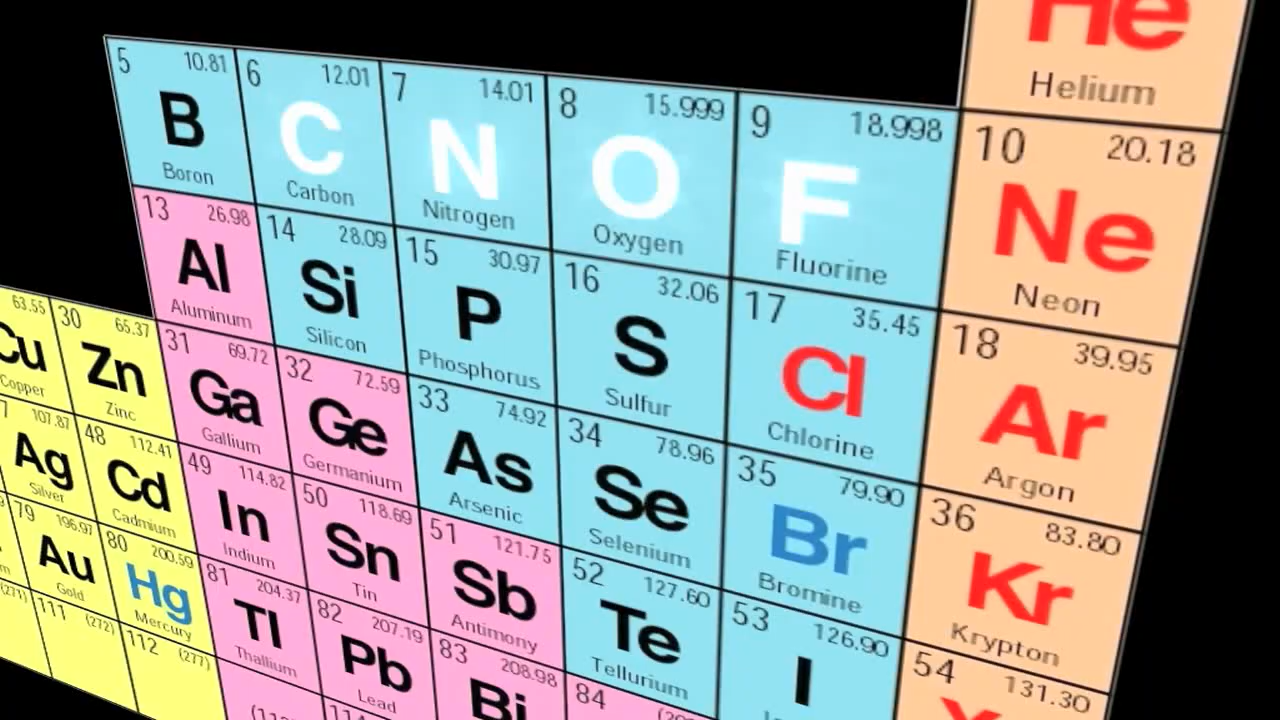 He
Helium
5 10.81
B
Boron
6 12.01
C
Carbon
7 14.01
N
Nitrogen
8 15.999
O
Oxygen
9 18.998
F
Fluorine
10 20.18
Ne
Neon
13 26.98
Al
Aluminum
14 28.09
Si
Silicon
15 30.97
P
Phosphorus
16 32.06
S
Sulfur
17 35.45
Cl
Chlorine
18 39.95
Ar
Argon
63.55
Cu
Copper
30 65.37
Zn
Zinc
31 69.72
Ga
Gallium
32 72.59
Ge
Germanium
33 74.92
As
Arsenic
34 78.96
Se
Selenium
35 79.90
Br
Bromine
36 83.80
Kr
Krypton
107.87
Ag
Silver
48 112.41
Cd
Cadmium
49 114.82
In
Indium
50 118.69
Sn
Tin
51 121.75
Sb
Antimony
52 127.60
Te
Tellurium
53 126.90
I
54 131.30
79 196.97
Au
Gold
80 200.59
Hg
Mercury
81 204.37
Tl
Thallium
82 207.19
Pb
Lead
83 208.98
Bi
84
(271)
111 (272)
112 (277)